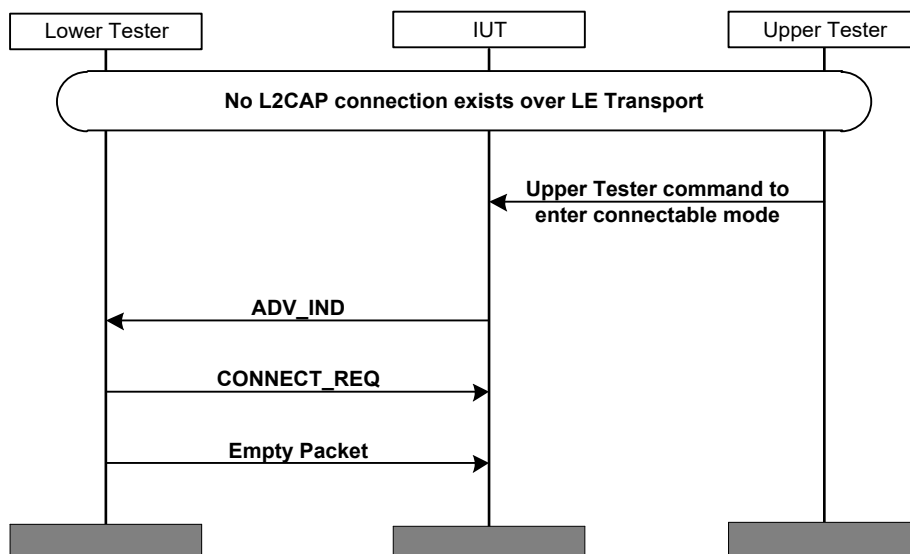 Lower Tester
IUT
Upper Tester
No L2CAP connection exists over LE Transport
Upper Tester command to
enter connectable mode
ADV_IND
CONNECT_REQ
Empty Packet